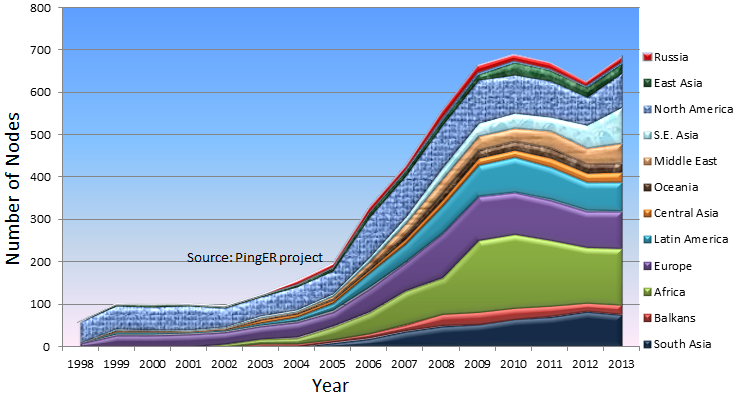 800
700
600
500
400
300
200
100
0
Number of Nodes
Source: PingER project
1998 1999 2000 2001 2002 2003 2004 2005 2006 2007 2008 2009 2010 2011 2012 2013
Year
Russia
East Asia
North America
S.E. Asia
Middle East
Oceania
Central Asia
Latin America
Europe
Africa
Balkans
South Asia